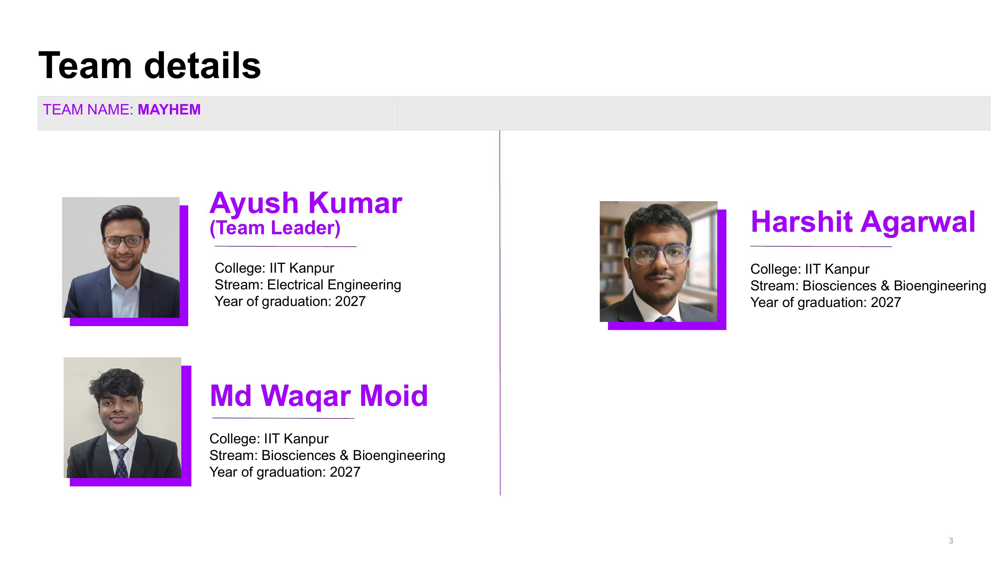 Team details
TEAM NAME: MAYHEM
Ayush Kumar
(Team Leader)
College: IIT Kanpur
Stream: Electrical Engineering
Year of graduation: 2027
Md Waqar Moid
College: IIT Kanpur
Stream: Biosciences & Bioengineering
Year of graduation: 2027
Harshit Agarwal
College: IIT Kanpur
Stream: Biosciences & Bioengineering
Year of graduation: 2027
3